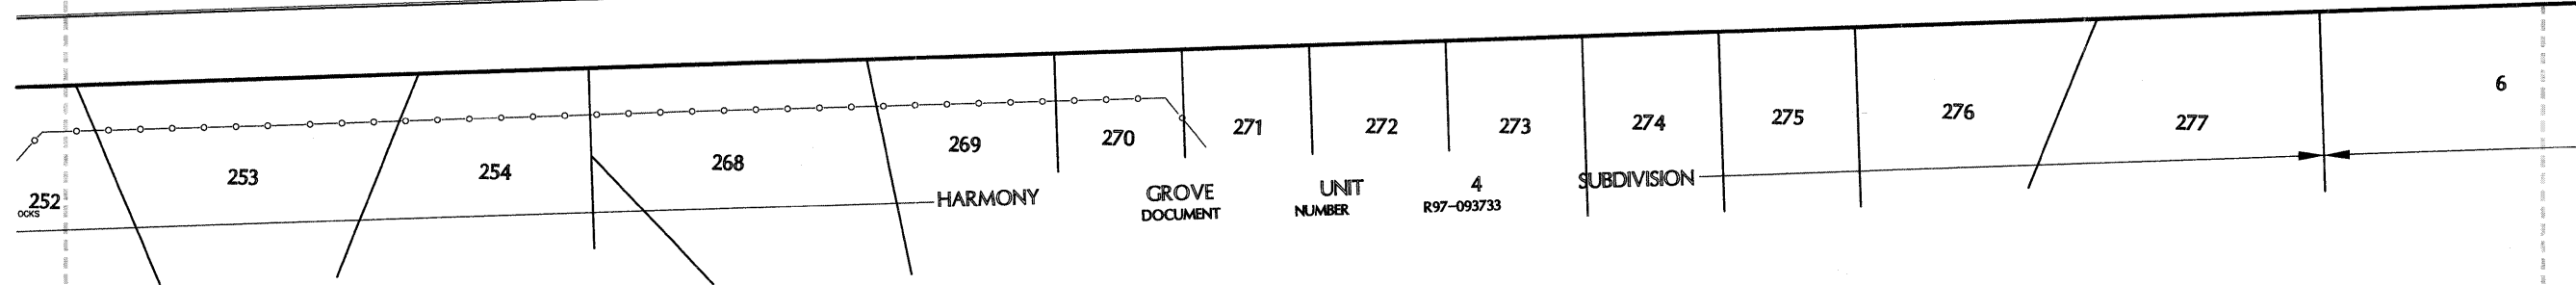 6
253 254 268 269 270 271 272 273 274 275 276 277
252
OCKS
HARMONY GROVE UNIT 4 SUBDIVISION
DOCUMENT NUMBER R97-093733